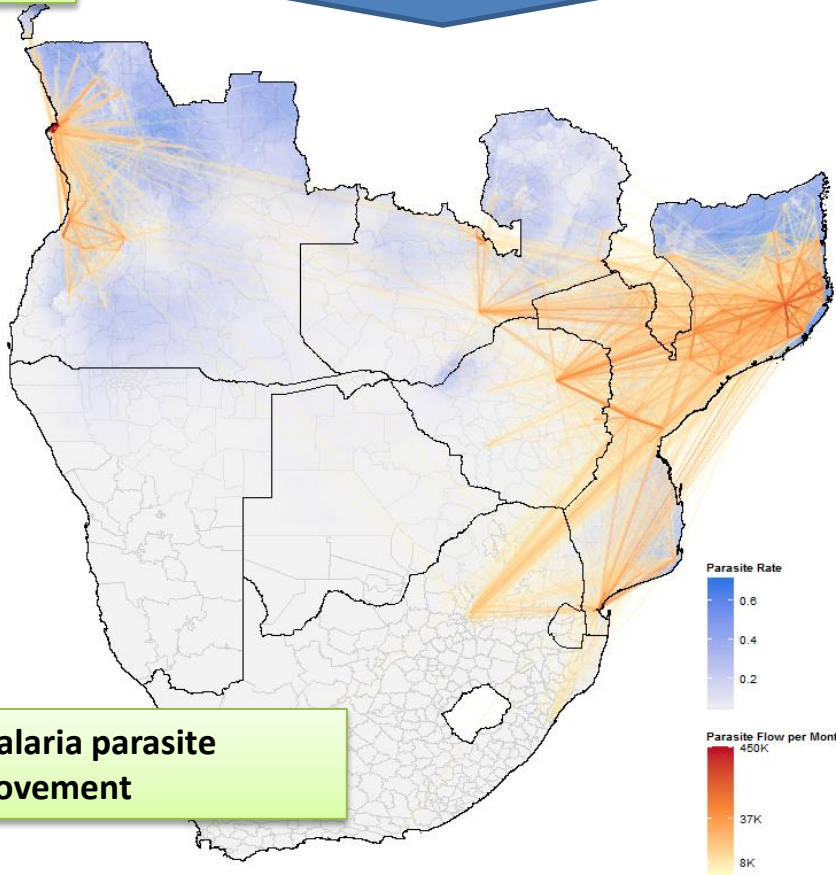 Parasite Rate
0.6
0.4
0.2
alaria parasite
ovement
Parasite Flow per Mont
450K
37K
8K